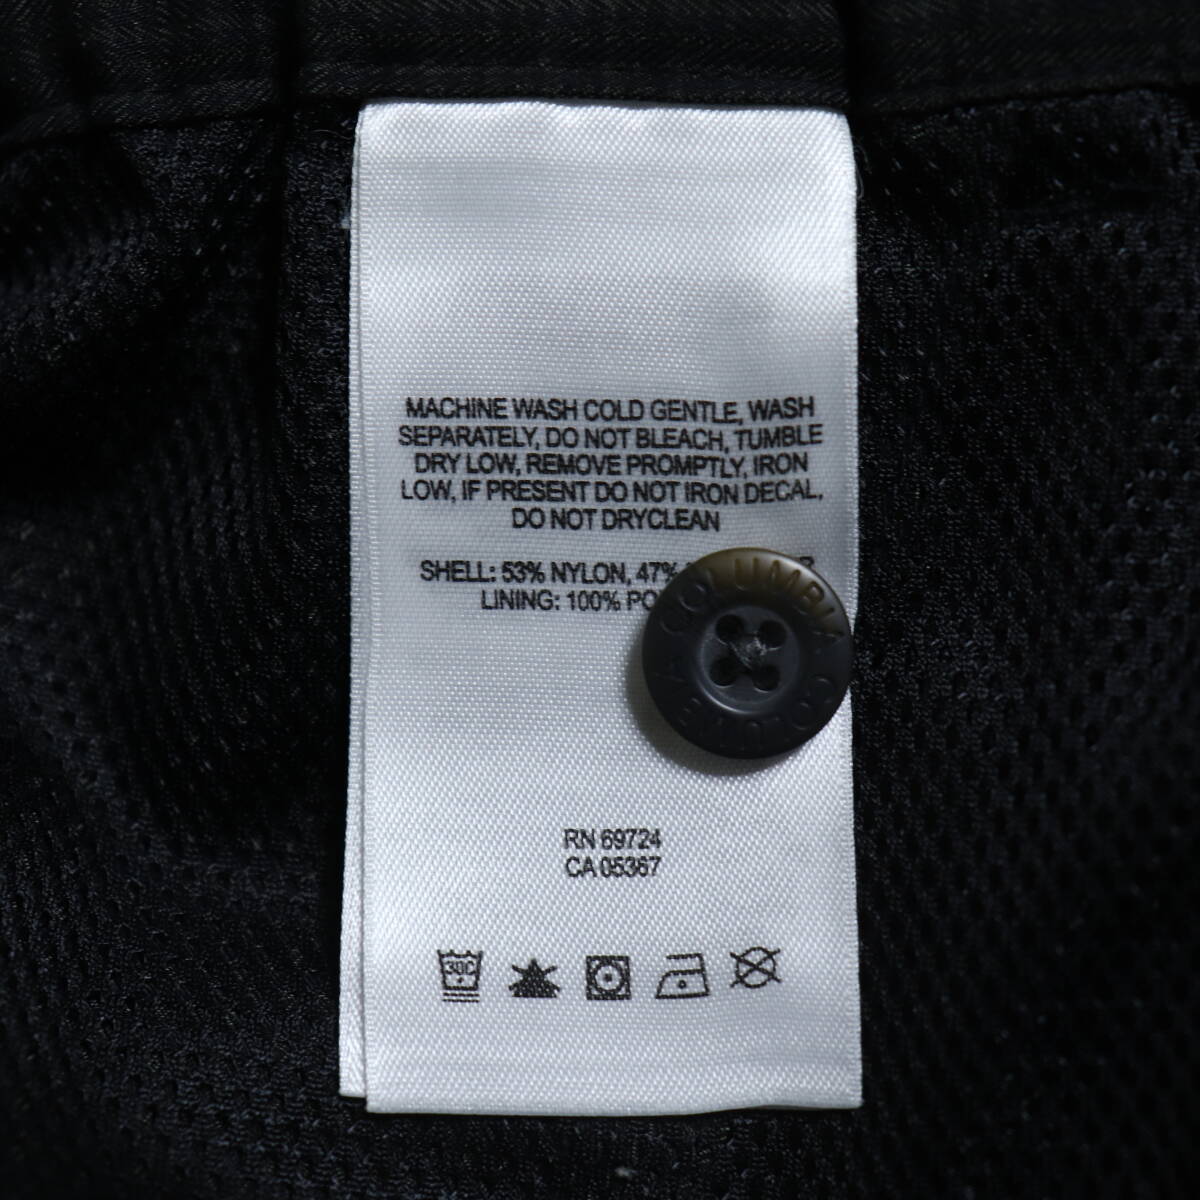 MACHINE WASH COLD GENTLE, WASH
SEPARATELY, DO NOT BLEACH, TUMBLE
DRY LOW, REMOVE PROMPTLY, IRON
LOW, IF PRESENT DO NOT IRON DECAL,
DO NOT DRYCLEAN
SHELL: 53% NYLON, 47%
LINING: 100%
COLUMBIA
RN 69724
CA 05367
30C